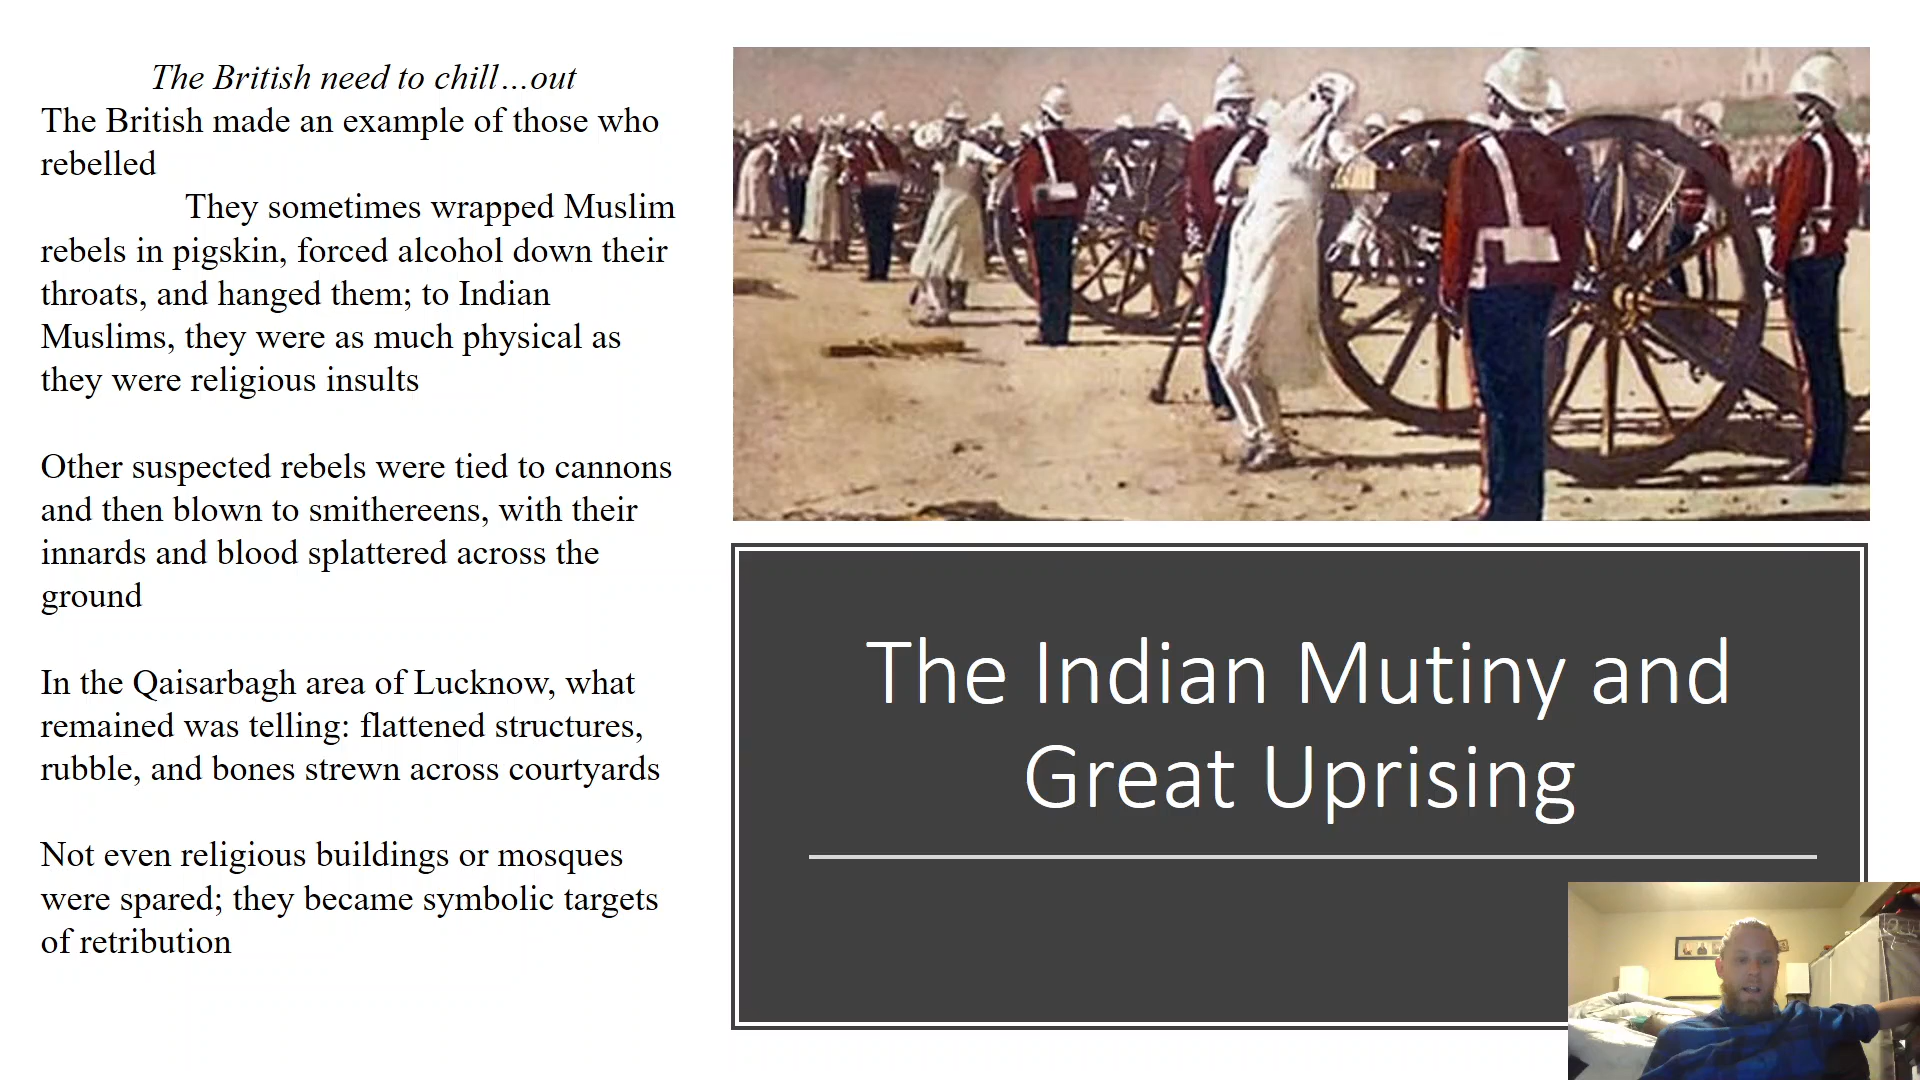 The British need to chill…out
The British made an example of those who
rebelled
They sometimes wrapped Muslim
rebels in pigskin, forced alcohol down their
throats, and hanged them; to Indian
Muslims, they were as much physical as
they were religious insults
Other suspected rebels were tied to cannons
and then blown to smithereens, with their
innards and blood splattered across the
ground
In the Qaisarbagh area of Lucknow, what
remained was telling: flattened structures,
rubble, and bones strewn across courtyards
Not even religious buildings or mosques
were spared; they became symbolic targets
of retribution
The Indian Mutiny and
Great Uprising